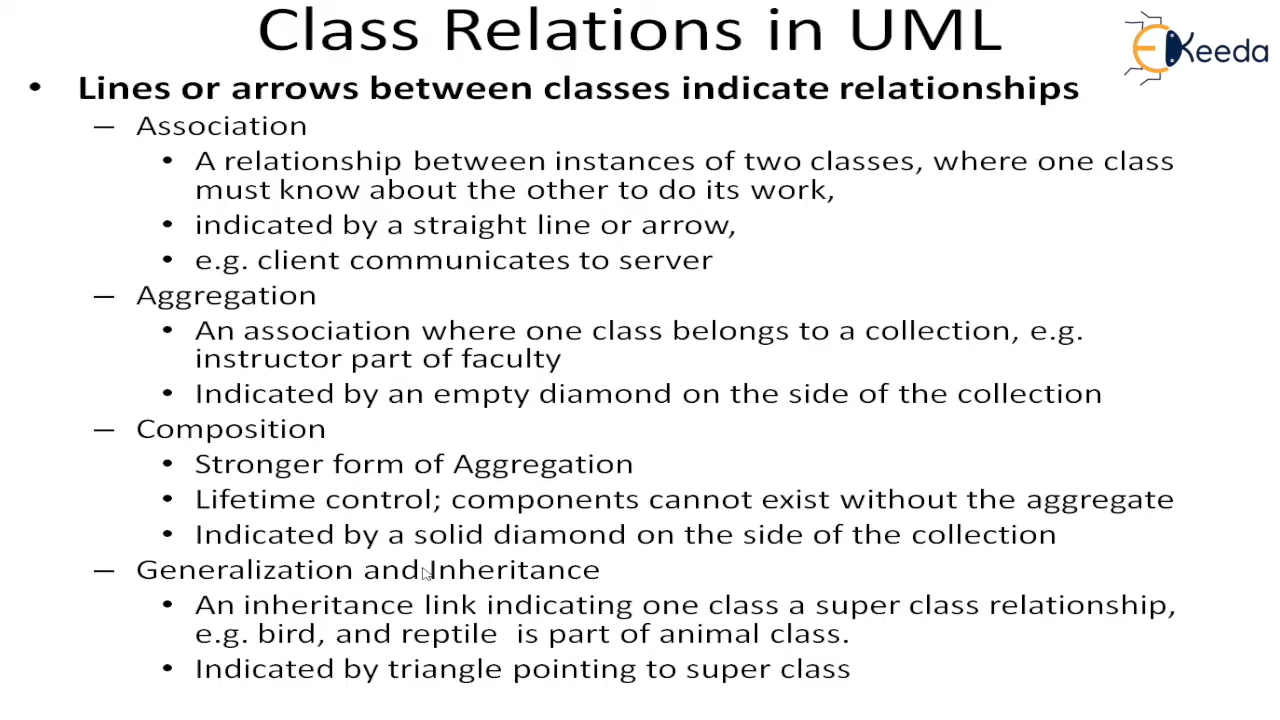 Class Relations in UML
EKeeda
• Lines or arrows between classes indicate relationships
– Association
• A relationship between instances of two classes, where one class
must know about the other to do its work,
• indicated by a straight line or arrow,
• e.g. client communicates to server
– Aggregation
• An association where one class belongs to a collection, e.g.
instructor part of faculty
• Indicated by an empty diamond on the side of the collection
– Composition
• Stronger form of Aggregation
• Lifetime control; components cannot exist without the aggregate
• Indicated by a solid diamond on the side of the collection
– Generalization and Inheritance
• An inheritance link indicating one class a super class relationship,
e.g. bird, and reptile is part of animal class.
• Indicated by triangle pointing to super class